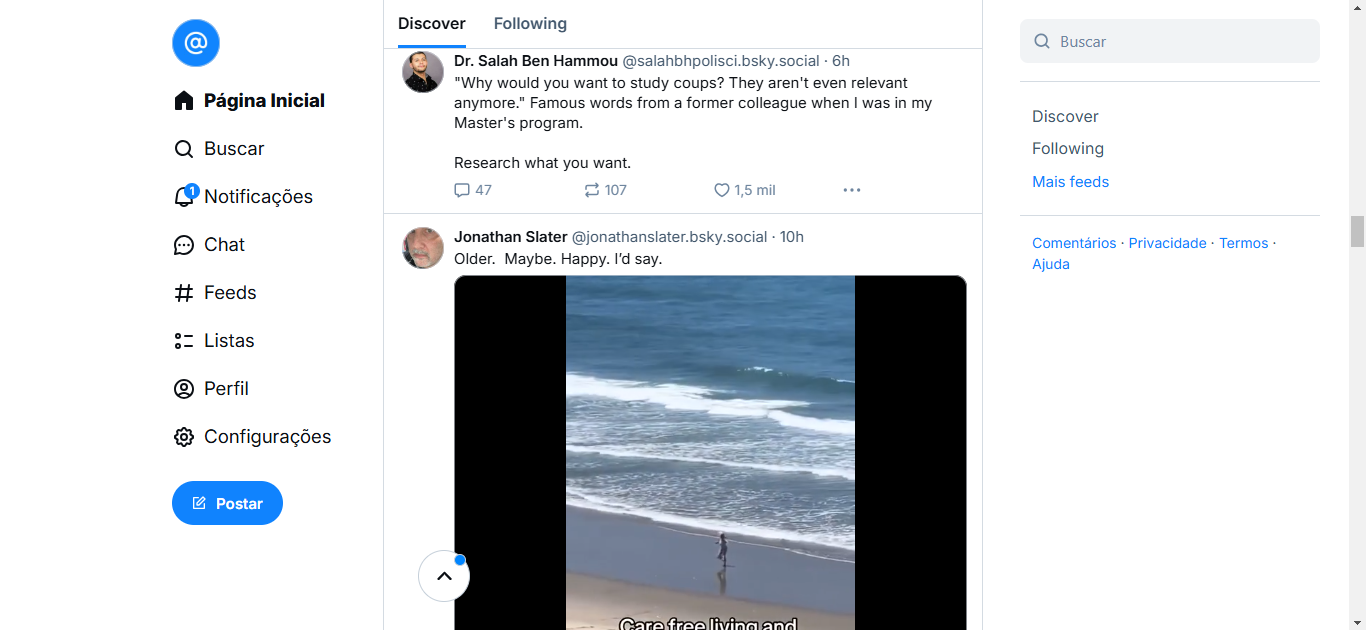 @
Página Inicial
Buscar
1
Notificações
Chat
Feeds
Listas
Perfil
Configurações
Postar
Discover Following
Dr. Salah Ben Hammou @salahbhpolisci.bsky.social · 6h
"Why would you want to study coups? They aren't even relevant
anymore." Famous words from a former colleague when I was in my
Master's program.
Research what you want.
47 107 1,5 mil
Jonathan Slater @jonathanslater.bsky.social · 10h
Older.  Maybe. Happy. I’d say.
Care free living and
Buscar
Discover
Following
Mais feeds
Comentários · Privacidade · Termos ·
Ajuda